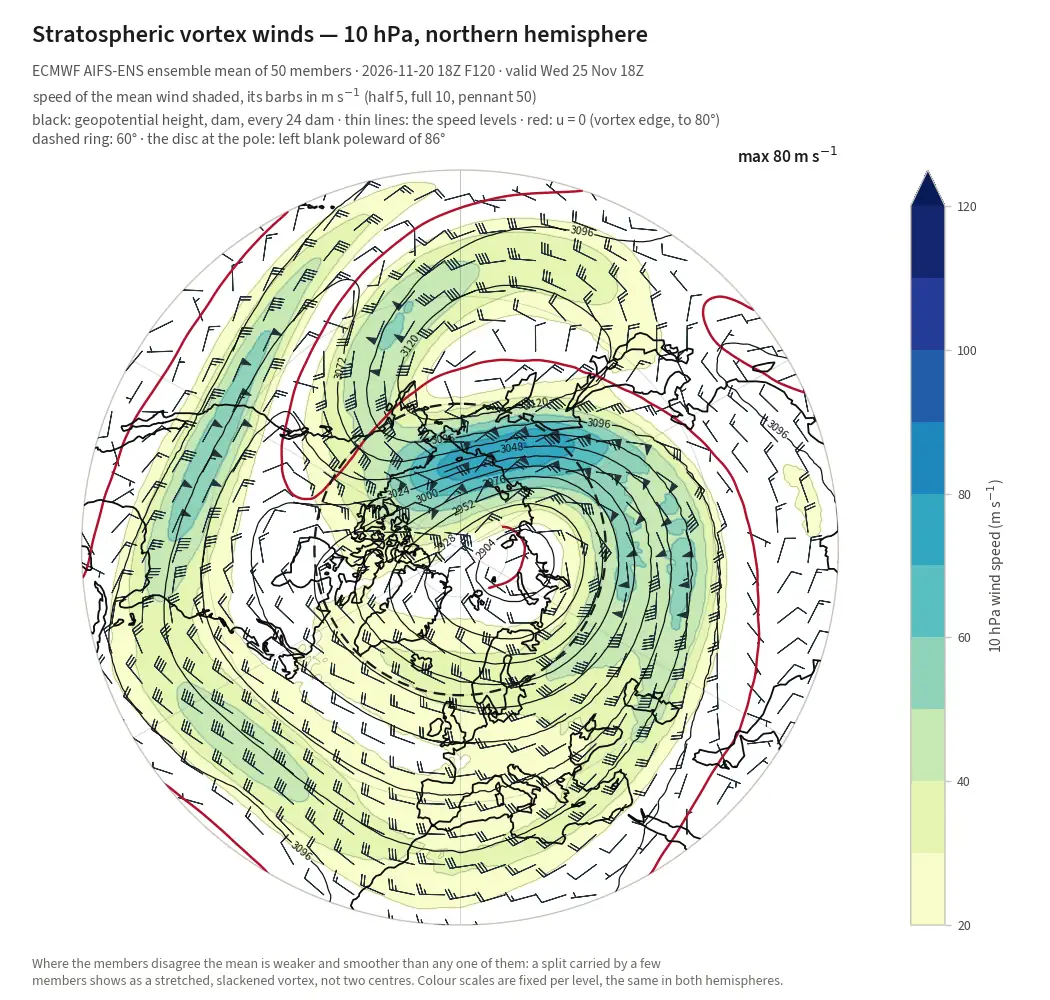 Stratospheric vortex winds — 10 hPa, northern hemisphere
ECMWF AIFS-ENS ensemble mean of 50 members · 2026-11-20 18Z F120 · valid Wed 25 Nov 18Z
speed of the mean wind shaded, its barbs in m s⁻¹ (half 5, full 10, pennant 50)
black: geopotential height, dam, every 24 dam · thin lines: the speed levels · red: u = 0 (vortex edge, to 80°)
dashed ring: 60° · the disc at the pole: left blank poleward of 86°
max 80 m s⁻¹
120
100
80
60
40
20
10 hPa wind speed (m s⁻¹)
3096
3120
3072
3120
3096
3096
3048
2976
3024
3000
2952
2904
3096
Where the members disagree the mean is weaker and smoother than any one of them: a split carried by a few
members shows as a stretched, slackened vortex, not two centres. Colour scales are fixed per level, the same in both hemispheres.